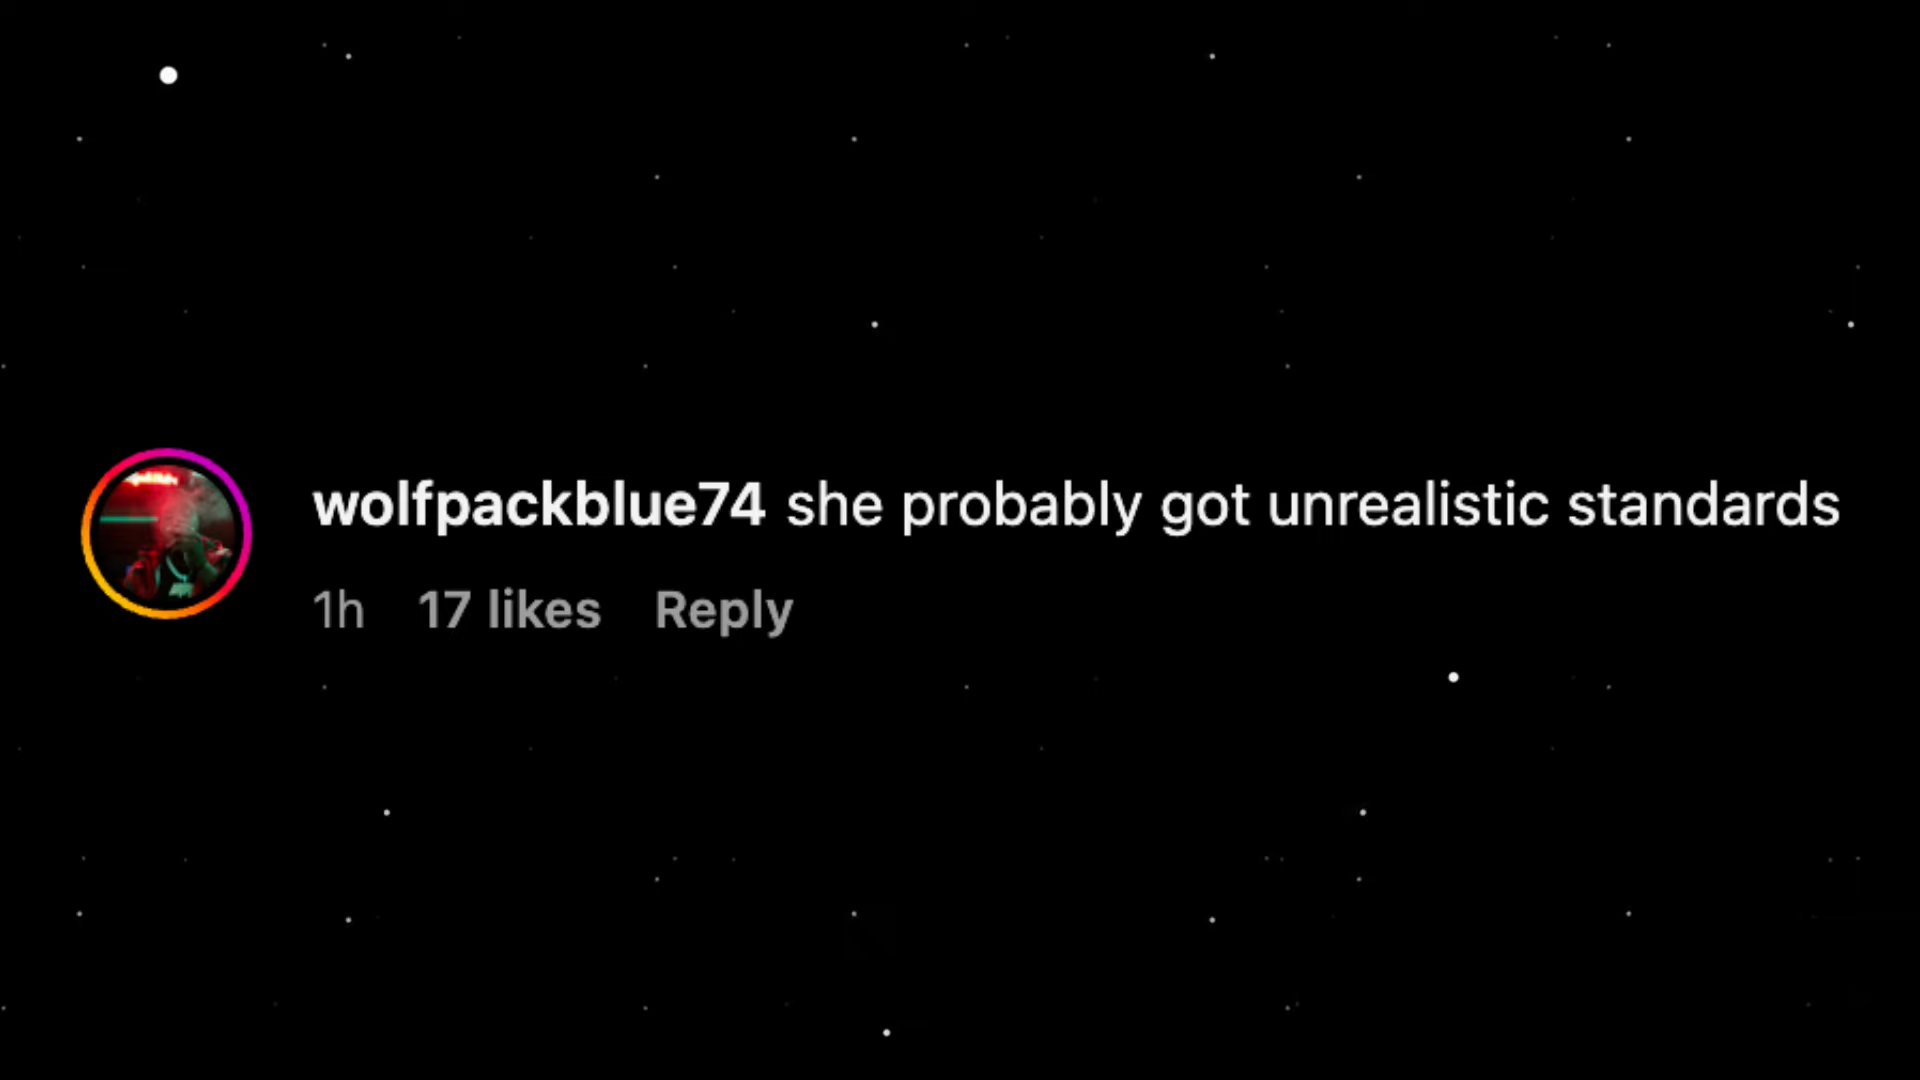 wolfpackblue74 she probably got unrealistic standards
1h 17 likes Reply